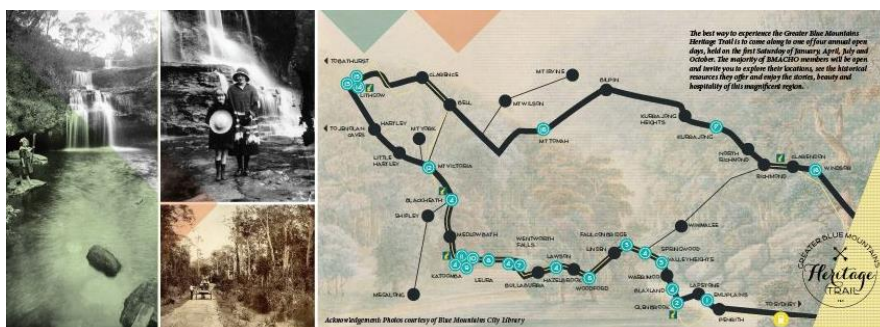 The best way to experience the Greater Blue Mountains
Heritage Trail is to come along to one of four annual open
days, held on the first Saturday of January, April, July and
October. The majority of BMACHO members will be open
and invite you to explore their locations, see the historical
resources they offer and enjoy the stories, beauty and
hospitality of this magnificent region.
TO BATHURST
LITHGOW
CLARENCE
BELL
MT IRVINE
MT WILSON
BILPIN
MT TOMAH
KURRAJONG
HEIGHTS
KURRAJONG
NORTH
RICHMOND
RICHMOND
CLARENDON
WINDSOR
TO JENOLAN
CAVES
HARTLEY
MT YORK
LITTLE
HARTLEY
MT VICTORIA
BLACKHEATH
SHIPLEY
MEDLOW BATH
KATOOMBA
MEGALONG
LEURA
WENTWORTH
FALLS
BULLABURRA
LAWSON
HAZELBROOK
WOODFORD
LINDEN
FAULCONBRIDGE
SPRINGWOOD
WINMALEE
VALLEY HEIGHTS
WARRIMOO
BLAXLAND
GLENBROOK
LAPSTONE
EMU PLAINS
PENRITH
TO SYDNEY
GREATER BLUE MOUNTAINS
Heritage
TRAIL
Acknowledgement: Photos courtesy of Blue Mountains City Library